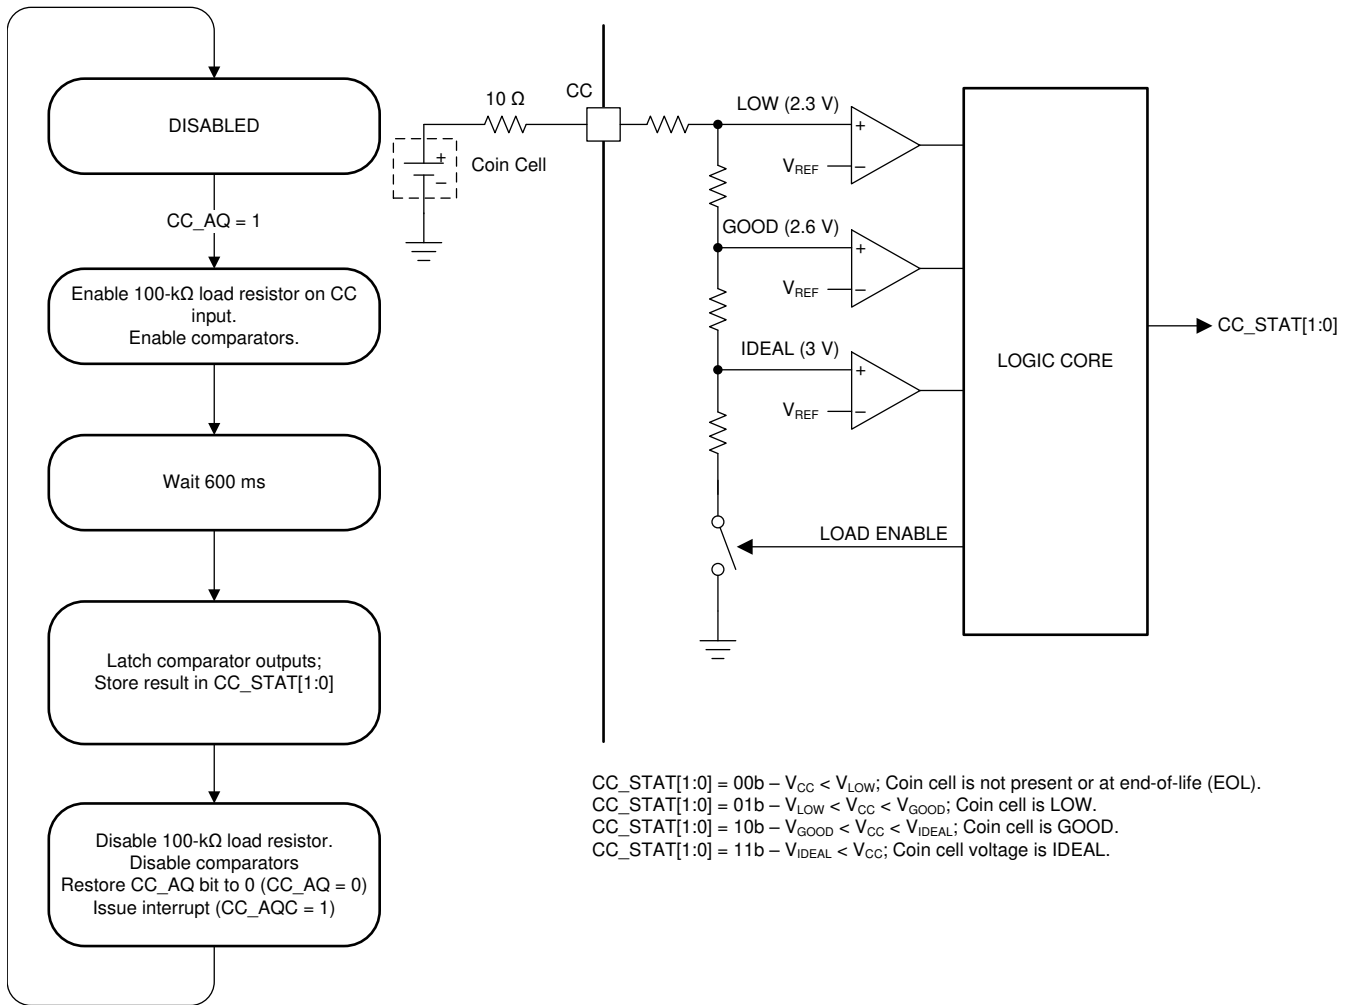 DISABLED
CC_AQ = 1
Enable 100-kΩ load resistor on CC
input.
Enable comparators.
Wait 600 ms
Latch comparator outputs;
Store result in CC_STAT[1:0]
Disable 100-kΩ load resistor.
Disable comparators
Restore CC_AQ bit to 0 (CC_AQ = 0)
Issue interrupt (CC_AQC = 1)
10 Ω
CC
+
–
Coin Cell
LOW (2.3 V)
+
VREF
–
GOOD (2.6 V)
+
VREF
–
IDEAL (3 V)
+
VREF
–
LOAD ENABLE
LOGIC CORE
CC_STAT[1:0]
CC_STAT[1:0] = 00b – VCC < VLOW; Coin cell is not present or at end-of-life (EOL).
CC_STAT[1:0] = 01b – VLOW < VCC < VGOOD; Coin cell is LOW.
CC_STAT[1:0] = 10b – VGOOD < VCC < VIDEAL; Coin cell is GOOD.
CC_STAT[1:0] = 11b – VIDEAL < VCC; Coin cell voltage is IDEAL.